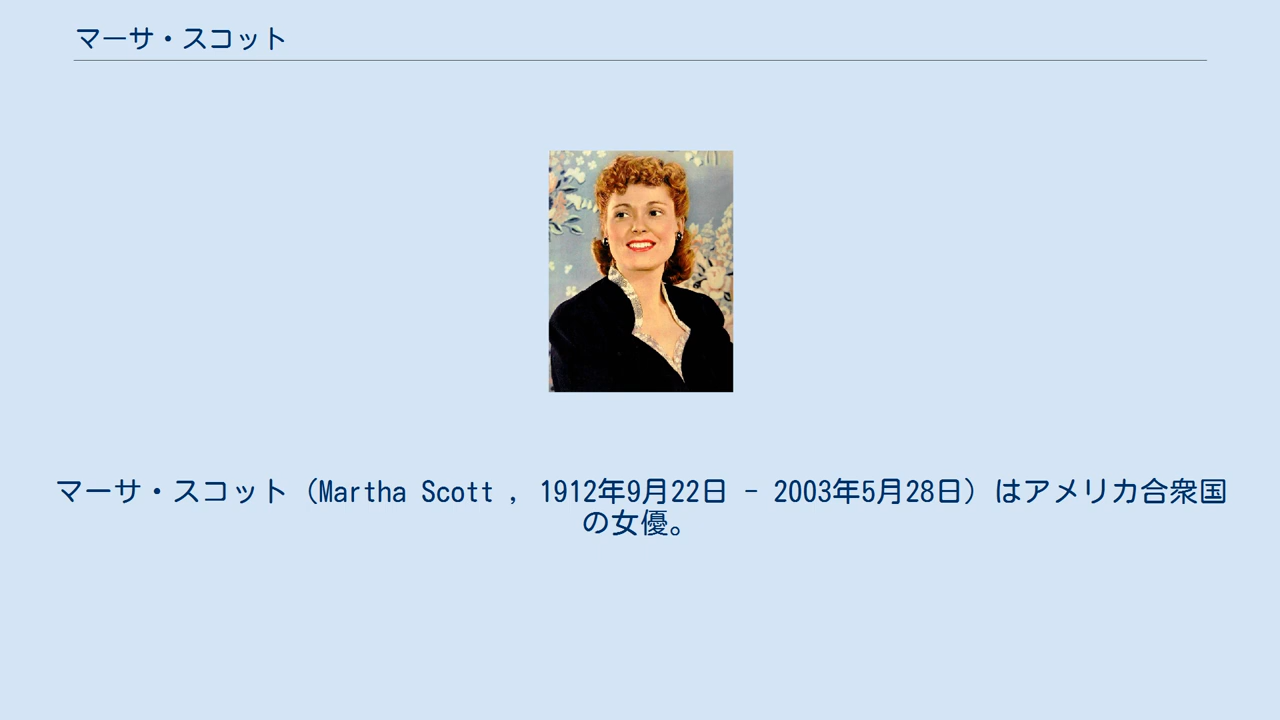 マーサ・スコット
マーサ・スコット（Martha Scott , 1912年9月22日 - 2003年5月28日）はアメリカ合衆国
の女優。